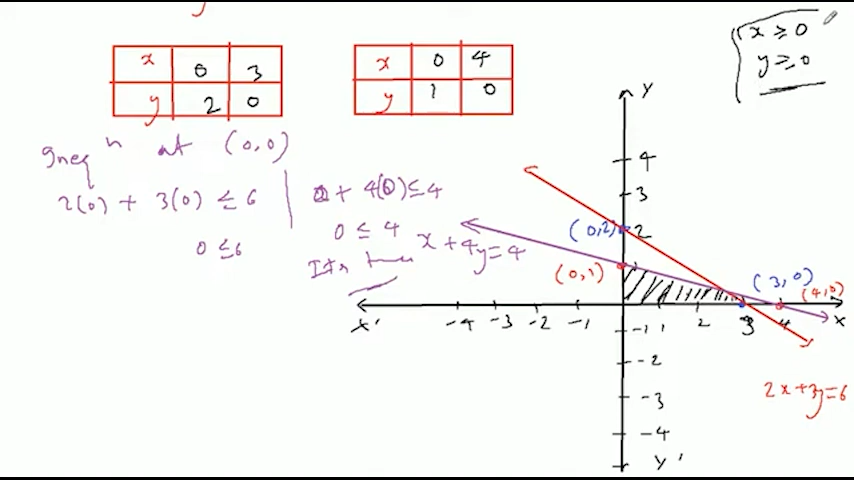 x ≥ 0
y ≥ 0
x 0 3
y 2 0
x 0 4
y 1 0
Ineqⁿ at (0,0)
2(0) + 3(0) ≤ 6
0 ≤ 6
0 + 4(0) ≤ 4
0 ≤ 4
It's true
x + 4y = 4
Y
4
3
(0,2) 2
(0,1) 1
(3,0)
(4,0)
X' -4 -3 -2 -1 1 2 3 4 X
-1
-2
-3
-4
Y'
2x+3y=6